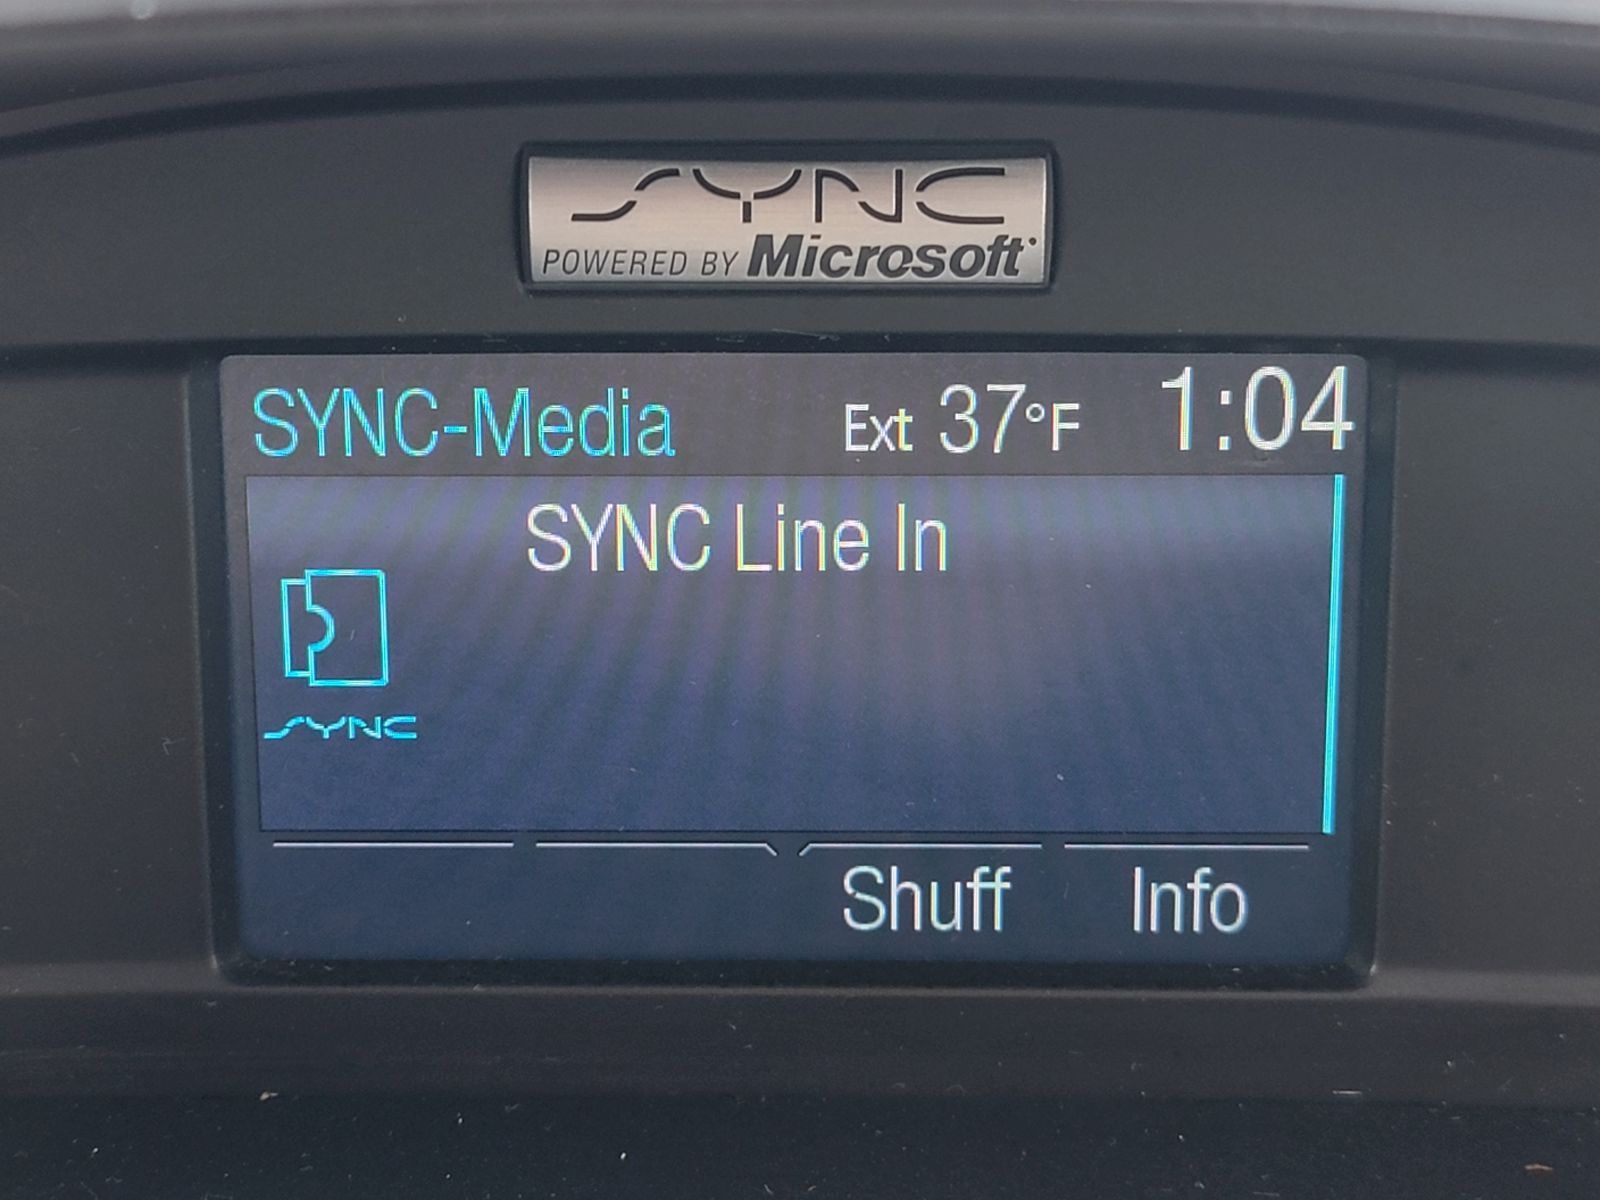 SYNC
POWERED BY Microsoft
SYNC-Media Ext 37°F 1:04
SYNC Line In
SYNC
Shuff Info